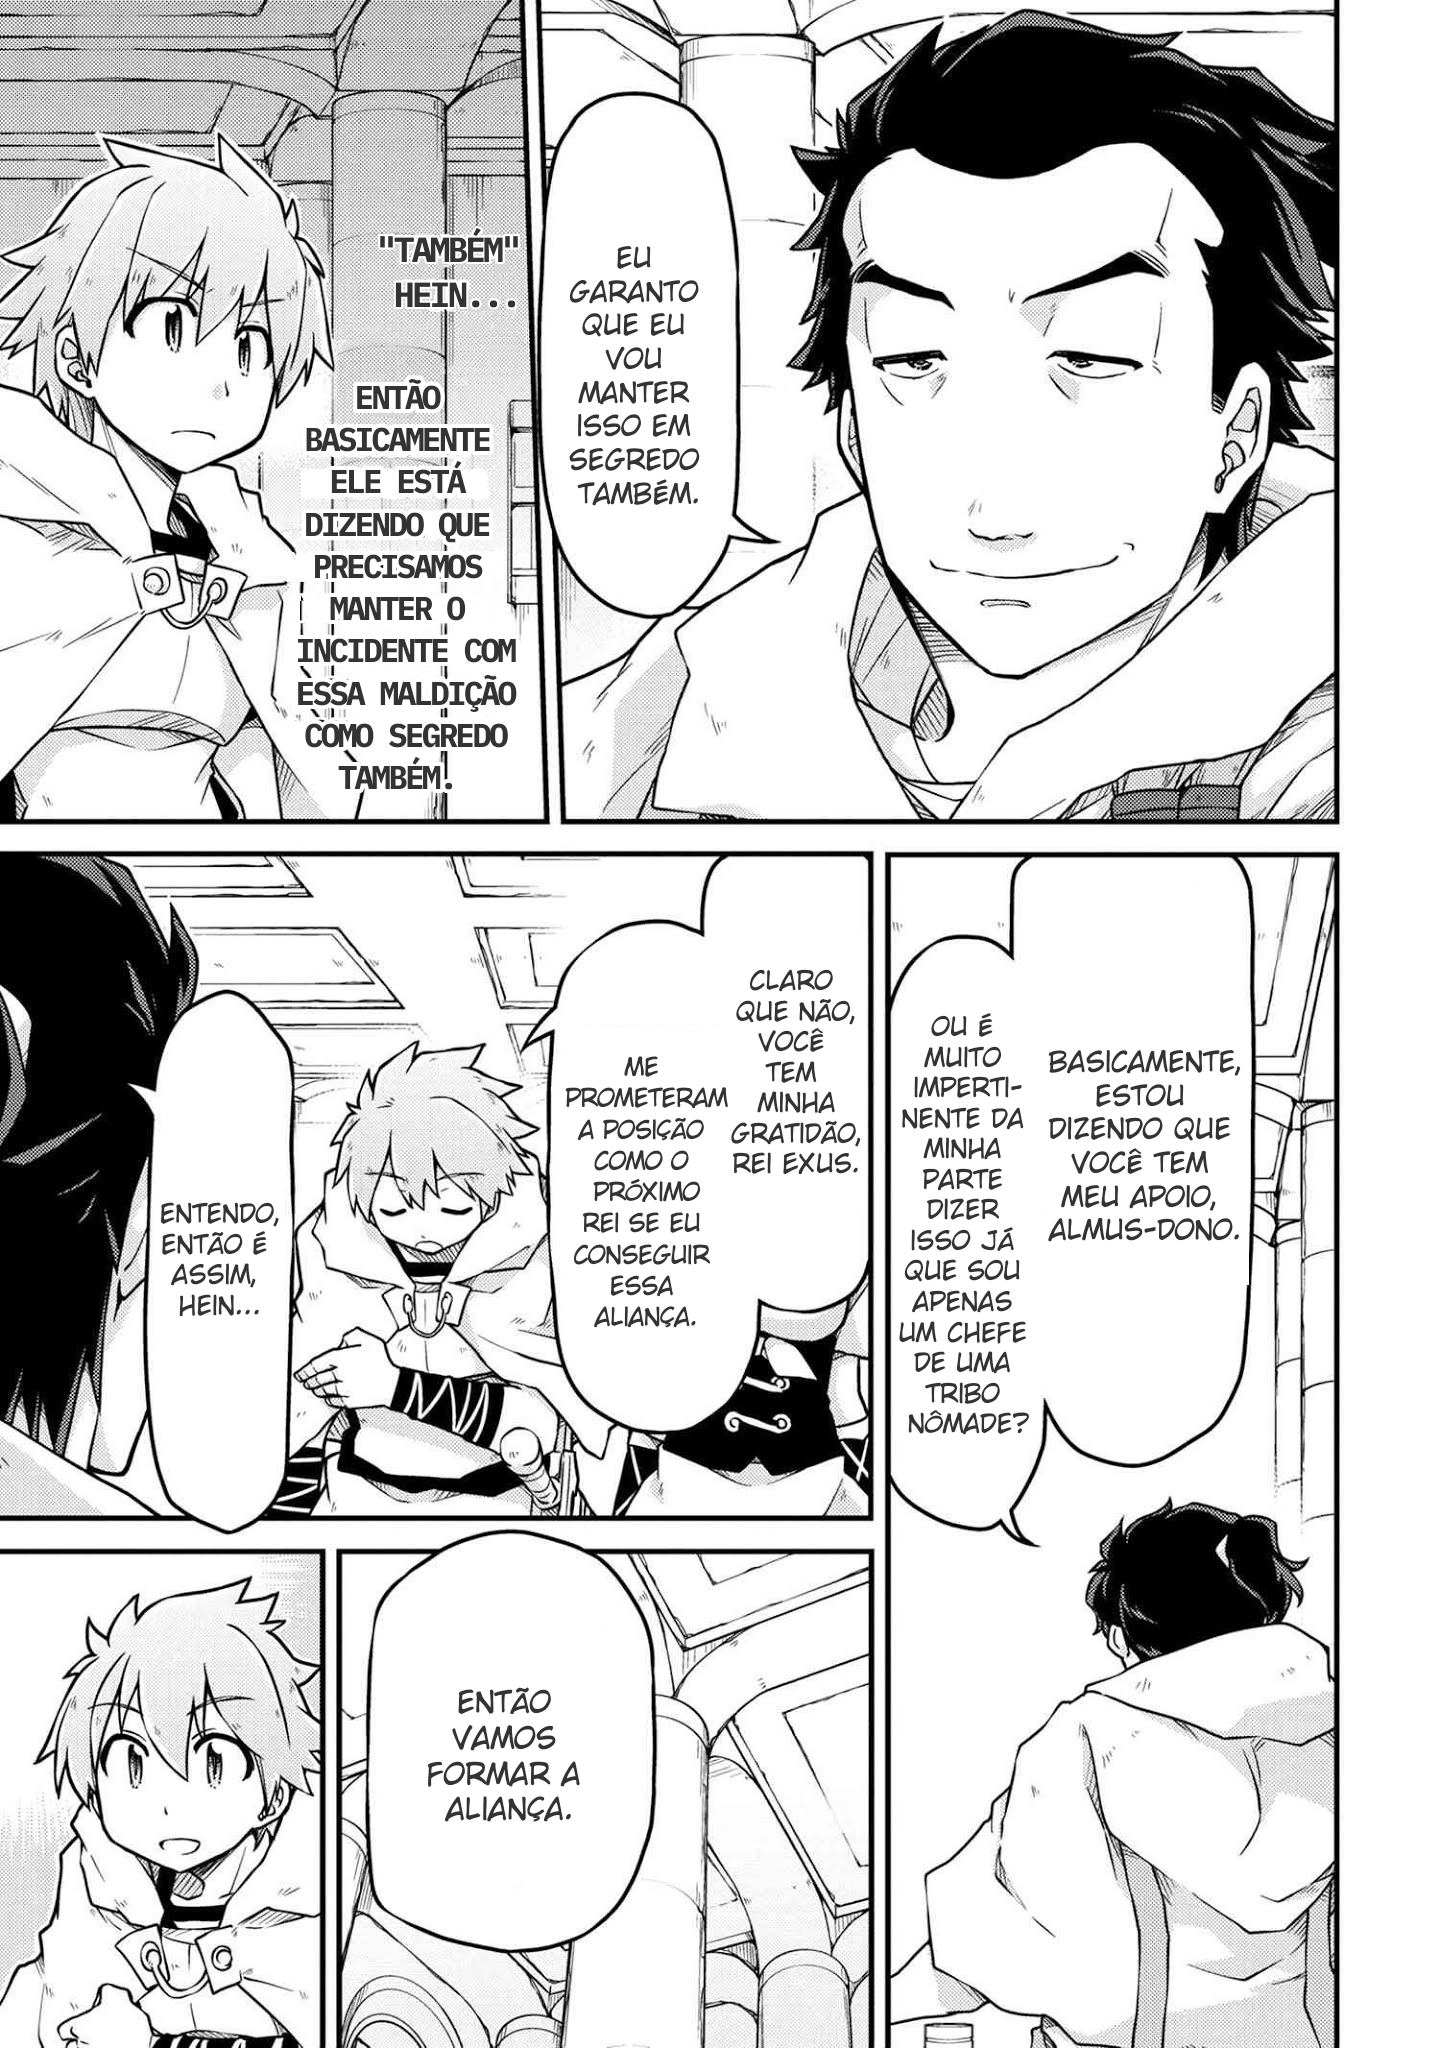 EU
GARANTO
QUE EU
VOU
MANTER
ISSO EM
SEGREDO
TAMBÉM.
"TAMBÉM"
HEIN...
ENTÃO
BASICAMENTE
ELE ESTÁ
DIZENDO QUE
PRECISAMOS
MANTER O
INCIDENTE COM
ESSA MALDIÇÃO
COMO SEGREDO
TAMBÉM.
BASICAMENTE,
ESTOU
DIZENDO QUE
VOCÊ TEM
MEU APOIO,
ALMUS-DONO.
OU É
MUITO
IMPERTI-
NENTE DA
MINHA
PARTE
DIZER
ISSO JÁ
QUE SOU
APENAS
UM CHEFE
DE UMA
TRIBO
NÔMADE?
CLARO
QUE NÃO,
VOCÊ
TEM
MINHA
GRATIDÃO,
REI EXUS.
ME
PROMETERAM
A POSIÇÃO
COMO O
PRÓXIMO
REI SE EU
CONSEGUIR
ESSA
ALIANÇA.
ENTENDO,
ENTÃO É
ASSIM,
HEIN...
ENTÃO
VAMOS
FORMAR A
ALIANÇA.